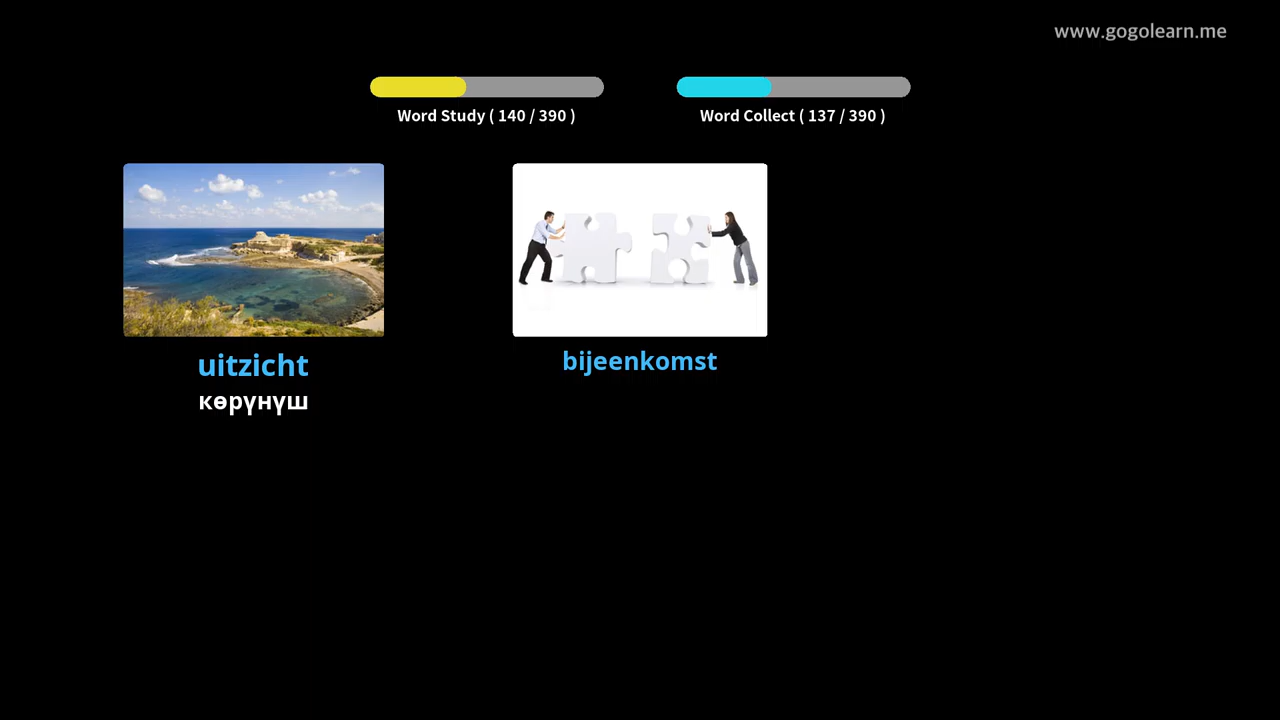 www.gogolearn.me
Word Study ( 140 / 390 )
Word Collect ( 137 / 390 )
uitzicht
көрүнүш
bijeenkomst